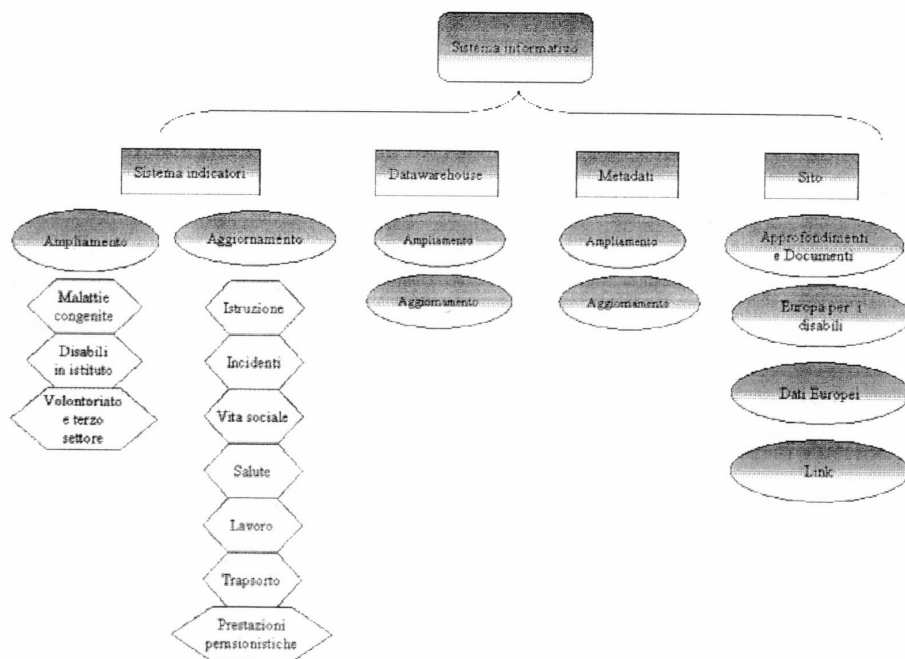 Sistema informativo
Sistema indicatori
Datawarehouse
Metadati
Sito
Ampliamento
Aggiornamento
Ampliamento
Ampliamento
Approfondimenti
e Documenti
Aggiornamento
Aggiornamento
Malattie
congenite
Istruzione
Europa per i
disabili
Disabili
in istituto
Incidenti
Volontoriato
e terzo
settore
Vita sociale
Dati Europei
Salute
Link
Lavoro
Trapsorto
Prestazioni
pemsionistiche